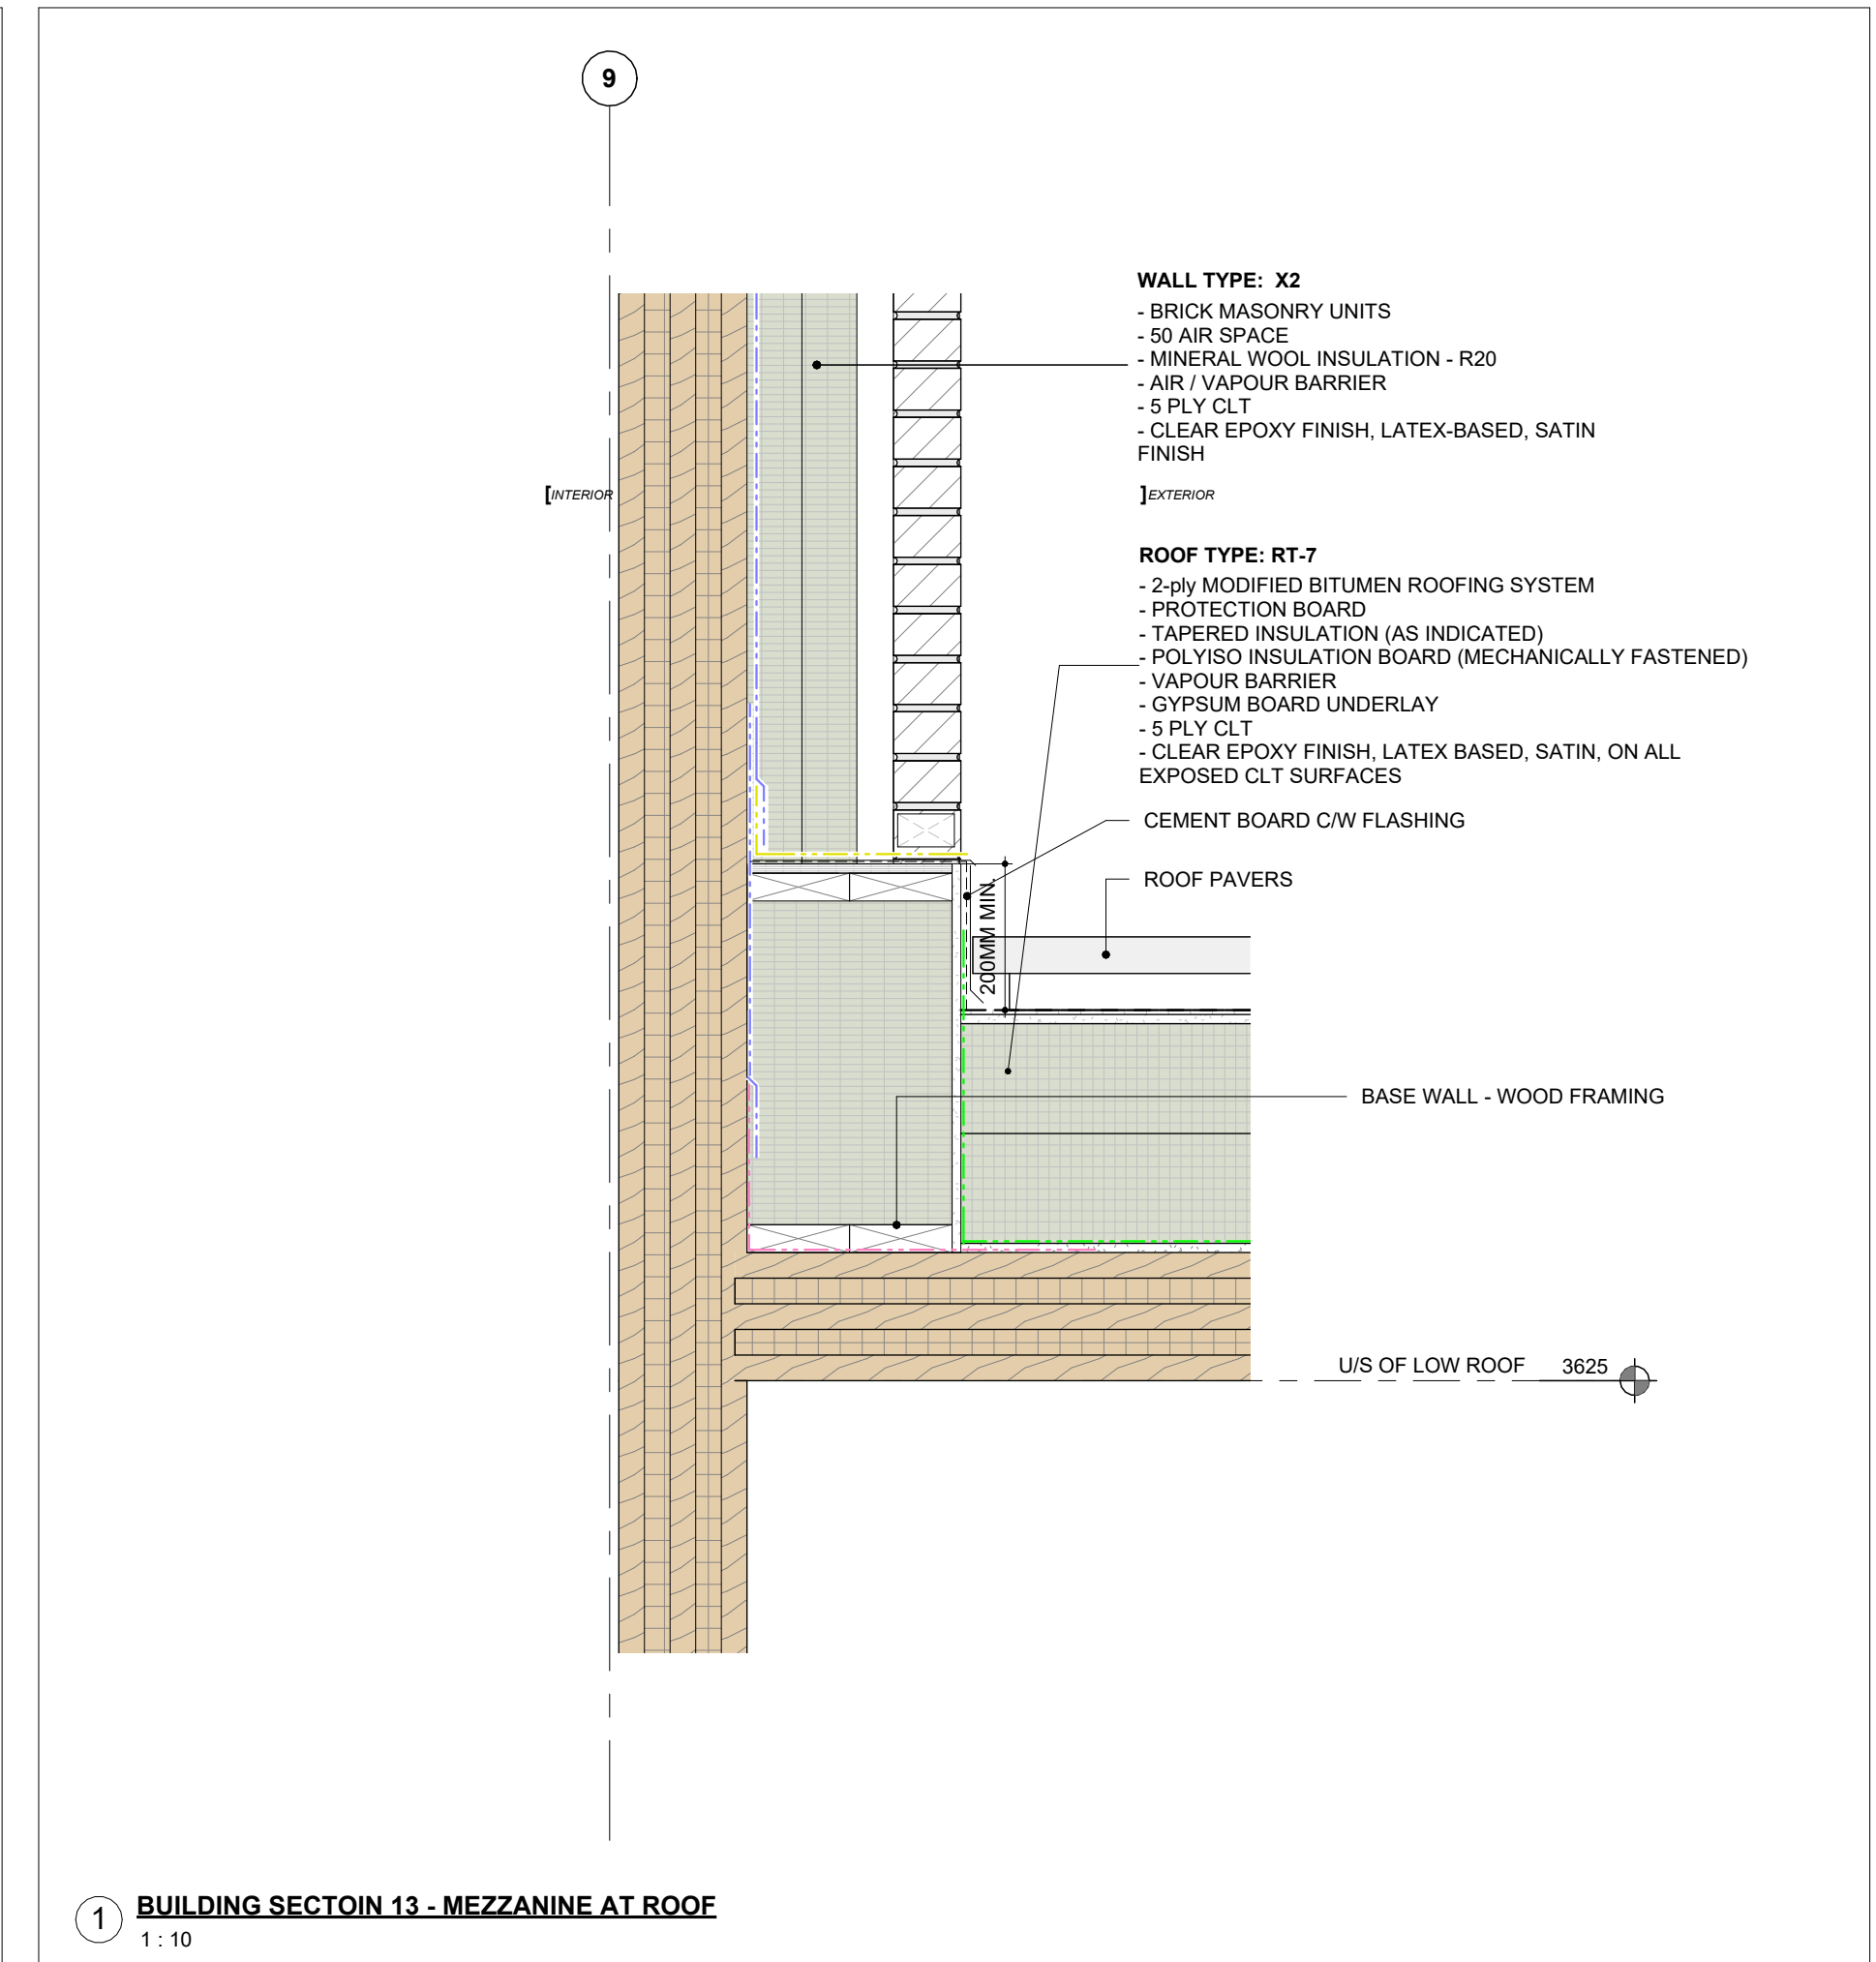 9
WALL TYPE: X2
- BRICK MASONRY UNITS
- 50 AIR SPACE
- MINERAL WOOL INSULATION - R20
- AIR / VAPOUR BARRIER
- 5 PLY CLT
- CLEAR EPOXY FINISH, LATEX-BASED, SATIN
FINISH
[INTERIOR
]EXTERIOR
ROOF TYPE: RT-7
- 2-ply MODIFIED BITUMEN ROOFING SYSTEM
- PROTECTION BOARD
- TAPERED INSULATION (AS INDICATED)
- POLYISO INSULATION BOARD (MECHANICALLY FASTENED)
- VAPOUR BARRIER
- GYPSUM BOARD UNDERLAY
- 5 PLY CLT
- CLEAR EPOXY FINISH, LATEX BASED, SATIN, ON ALL
EXPOSED CLT SURFACES
CEMENT BOARD C/W FLASHING
ROOF PAVERS
200MM MIN.
BASE WALL - WOOD FRAMING
U/S OF LOW ROOF 3625
1 BUILDING SECTOIN 13 - MEZZANINE AT ROOF
1 : 10